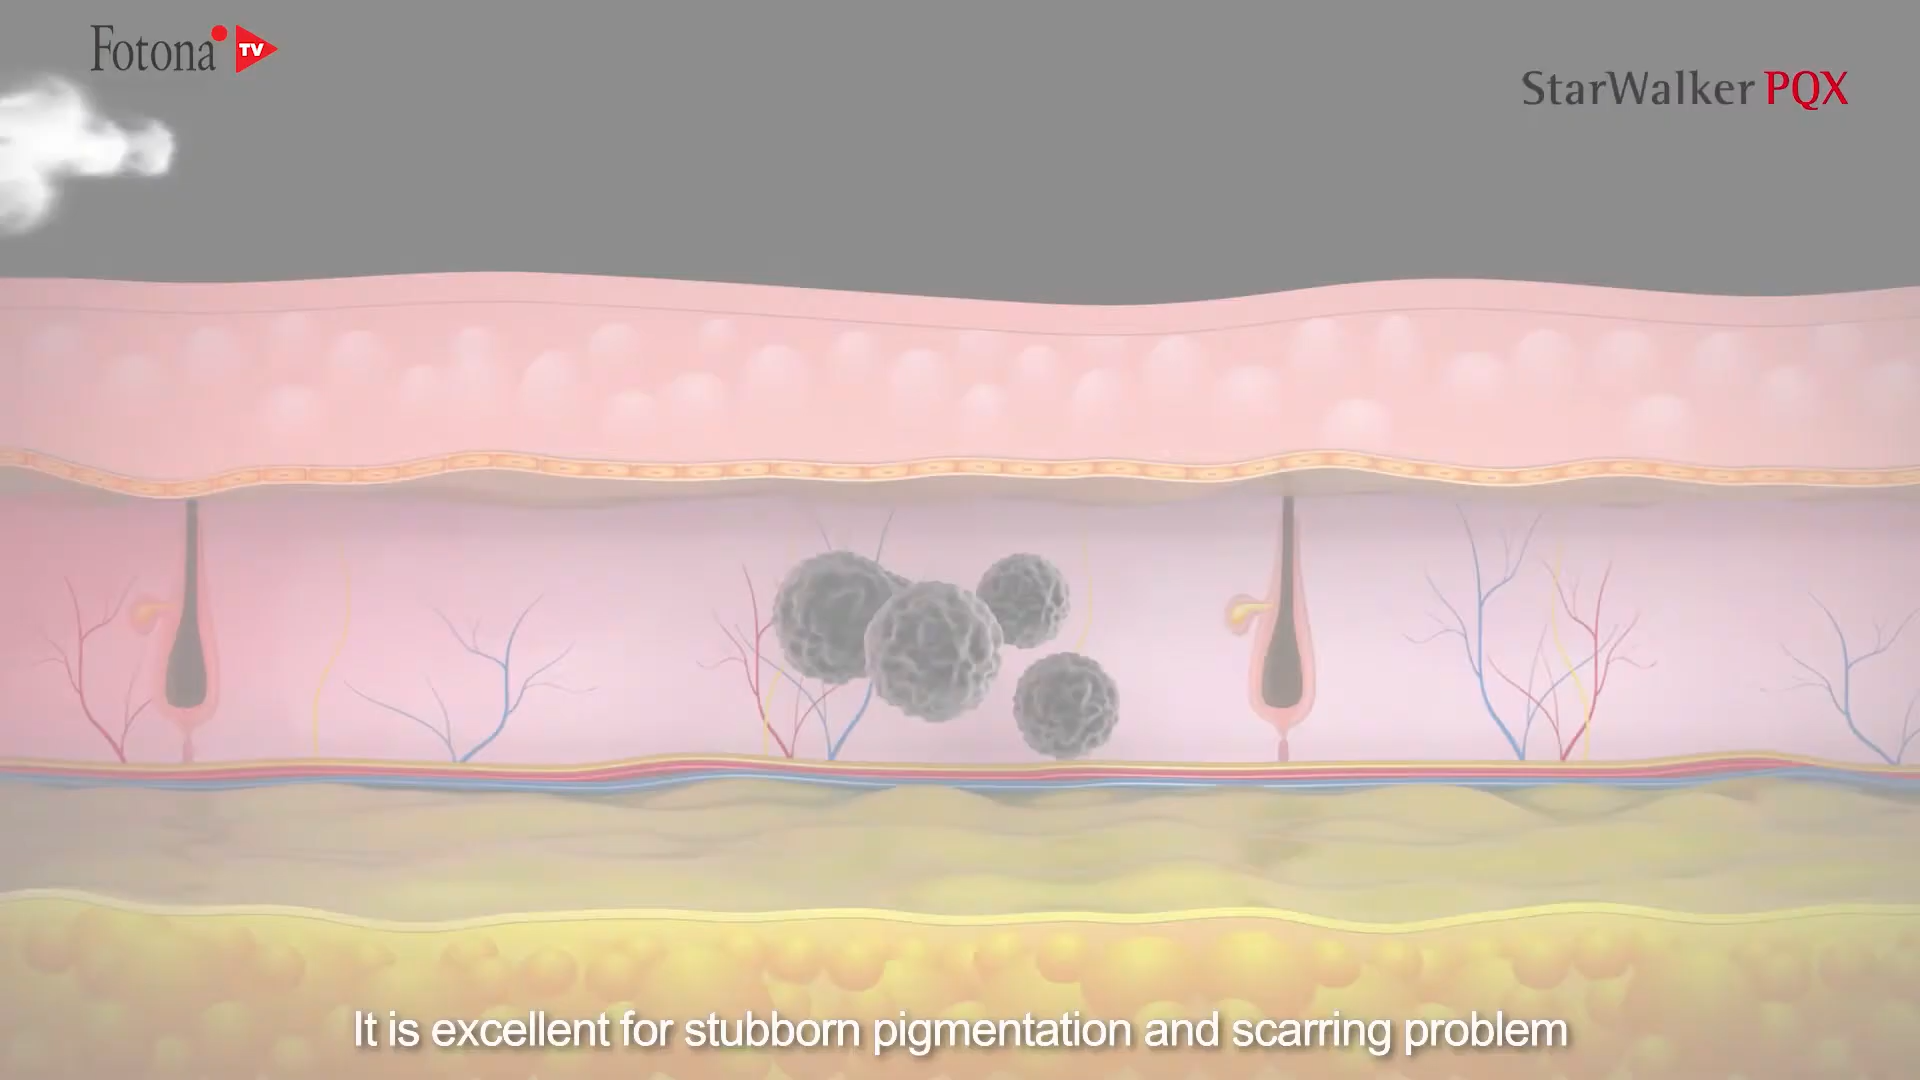 Fotona TV
StarWalker PQX
It is excellent for stubborn pigmentation and scarring problem